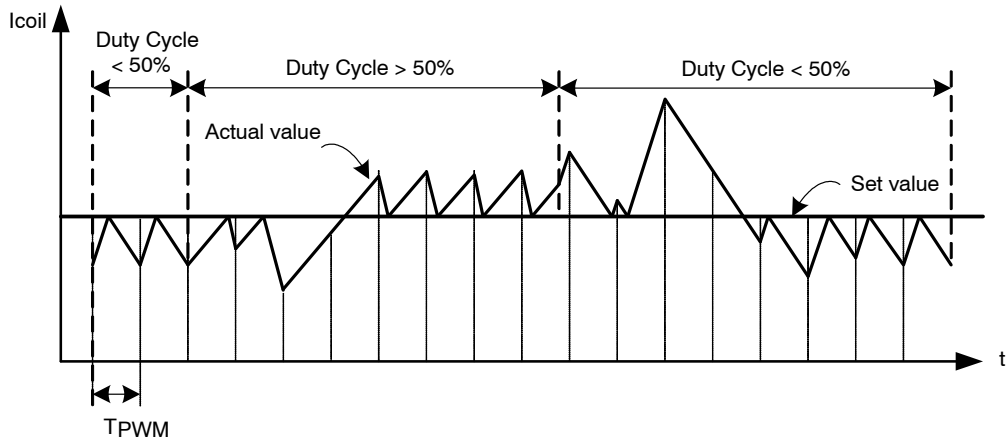 Icoil
Duty Cycle
< 50%
Duty Cycle > 50%
Duty Cycle < 50%
Actual value
Set value
t
TPWM